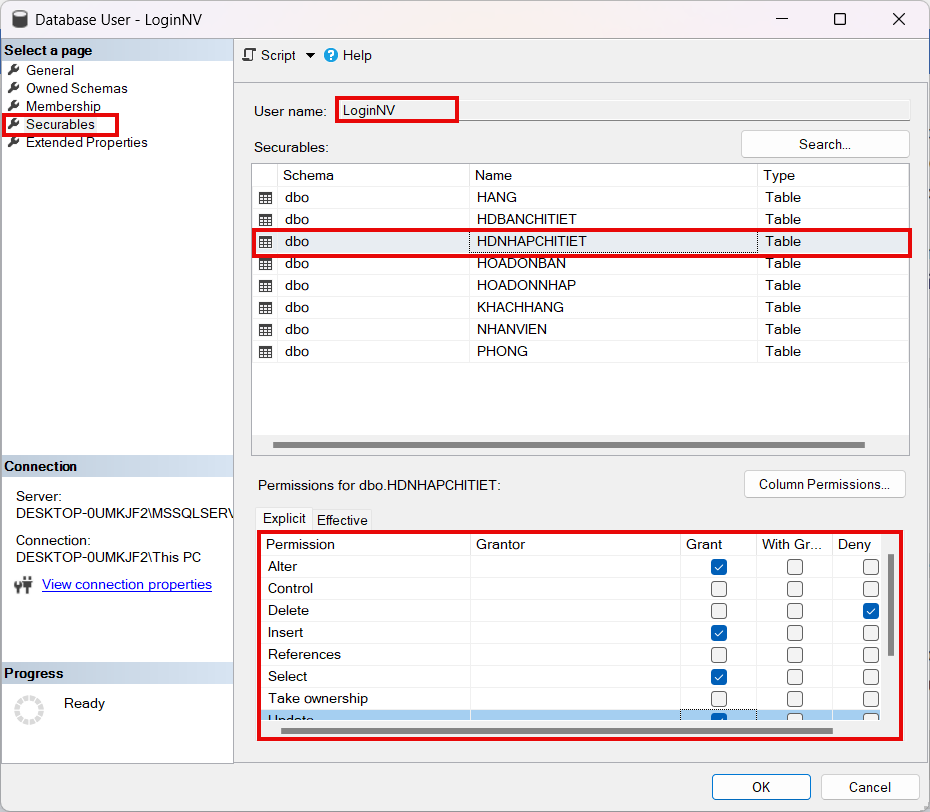 Database User - LoginNV
Select a page
General
Owned Schemas
Membership
Securables
Extended Properties
Connection
Server:
DESKTOP-0UMKJF2\MSSQLSERV
Connection:
DESKTOP-0UMKJF2\This PC
View connection properties
Progress
Ready
Script Help
User name: LoginNV
Securables: Search...
Schema Name Type
dbo HANG Table
dbo HDBANCHITIET Table
dbo HDNHAPCHITIET Table
dbo HOADONBAN Table
dbo HOADONNHAP Table
dbo KHACHHANG Table
dbo NHANVIEN Table
dbo PHONG Table
Permissions for dbo.HDNHAPCHITIET: Column Permissions...
Explicit Effective
Permission Grantor Grant With Gr... Deny
Alter
Control
Delete
Insert
References
Select
Take ownership
Update
OK Cancel